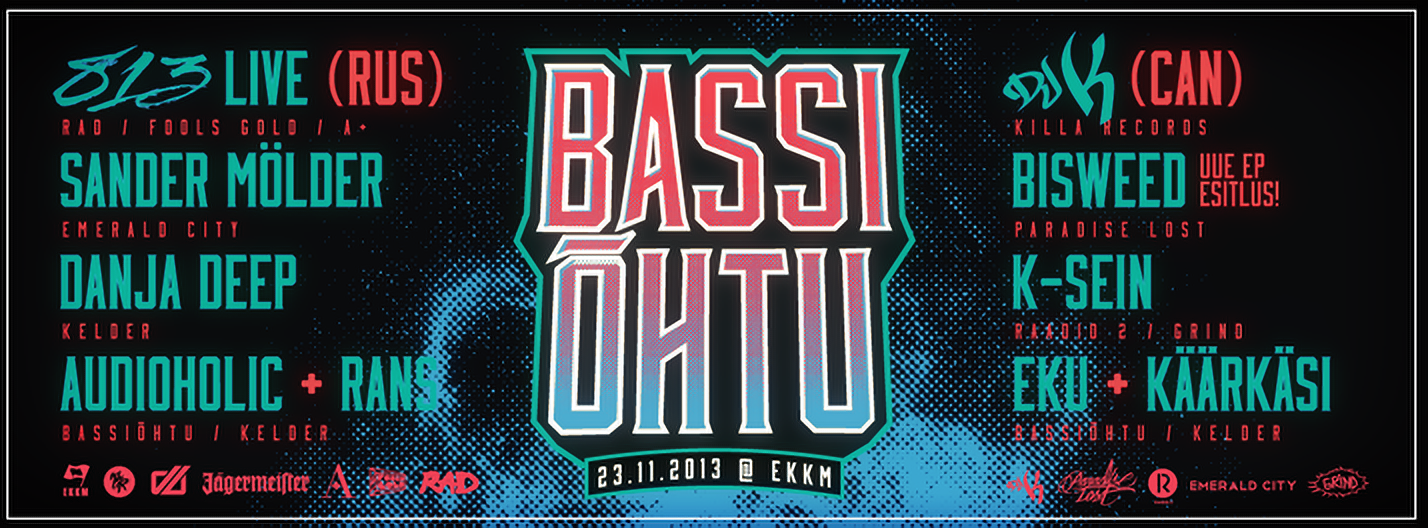 813 LIVE (RUS)
RAD / FOOLS GOLD / A+
SANDER MÖLDER
EMERALD CITY
DANJA DEEP
KELDER
AUDIOHOLIC + RANS
BASSIÕHTU / KELDER
EKKM
Jägermeister
A
RAD
BASSI
ÕHTU
23.11.2013 @ EKKM
DJ K (CAN)
KILLA RECORDS
BISWEED UUE EP
ESITLUS!
PARADISE LOST
K-SEIN
RAADIO 2 / GRIND
EKU + KÄÄRKÄSI
BASSIÕHTU / KELDER
Paradise
Lost
R
EMERALD CITY
GRIND